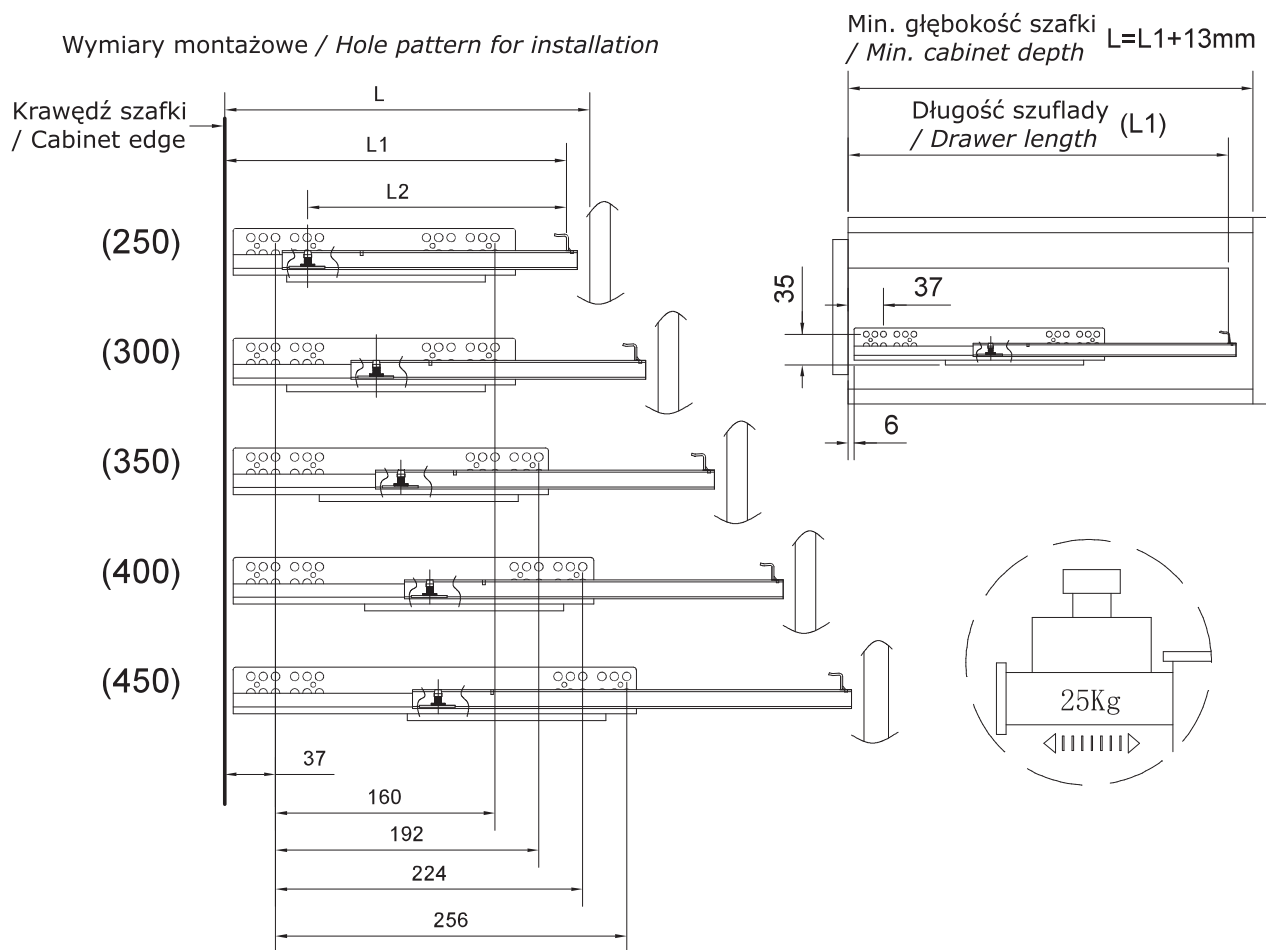 Wymiary montażowe / Hole pattern for installation
Min. głębokość szafki
/ Min. cabinet depth
L=L1+13mm
Krawędź szafki
/ Cabinet edge
L
L1
L2
Długość szuflady
/ Drawer length
(L1)
(250)
(300)
(350)
(400)
(450)
35
37
6
25Kg
37
160
192
224
256